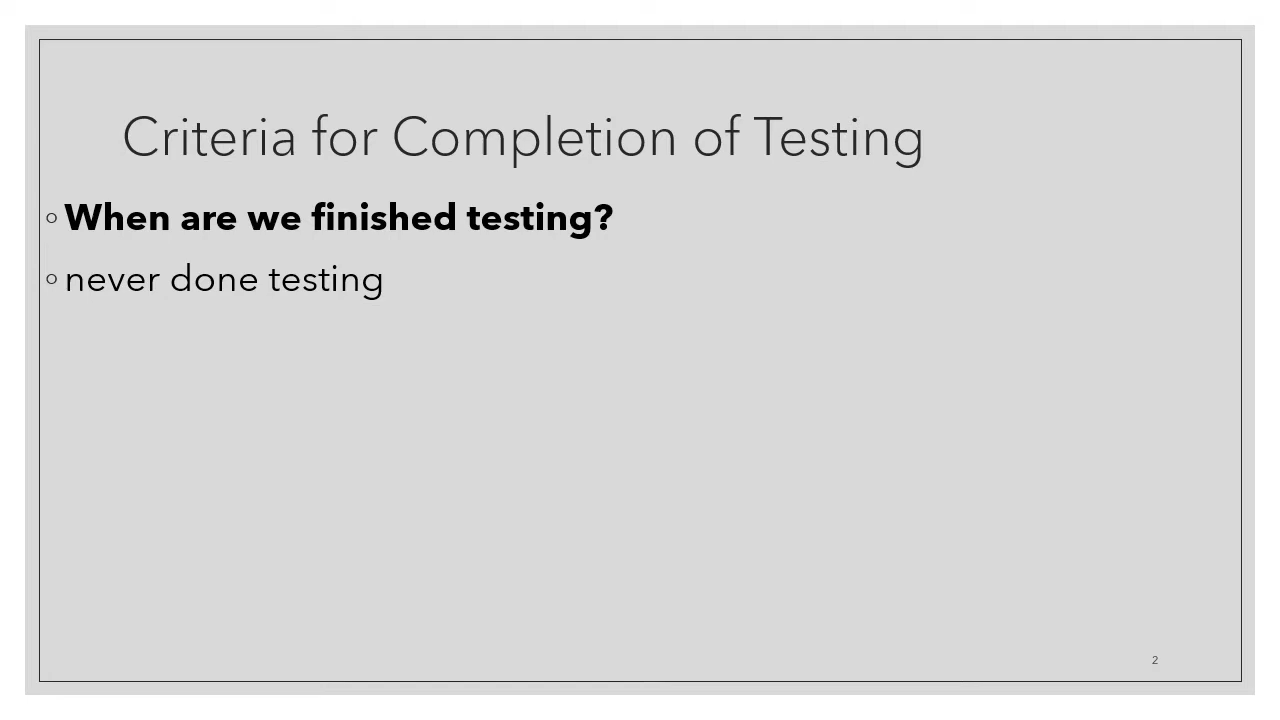 Criteria for Completion of Testing
◦ When are we finished testing?
◦ never done testing
2